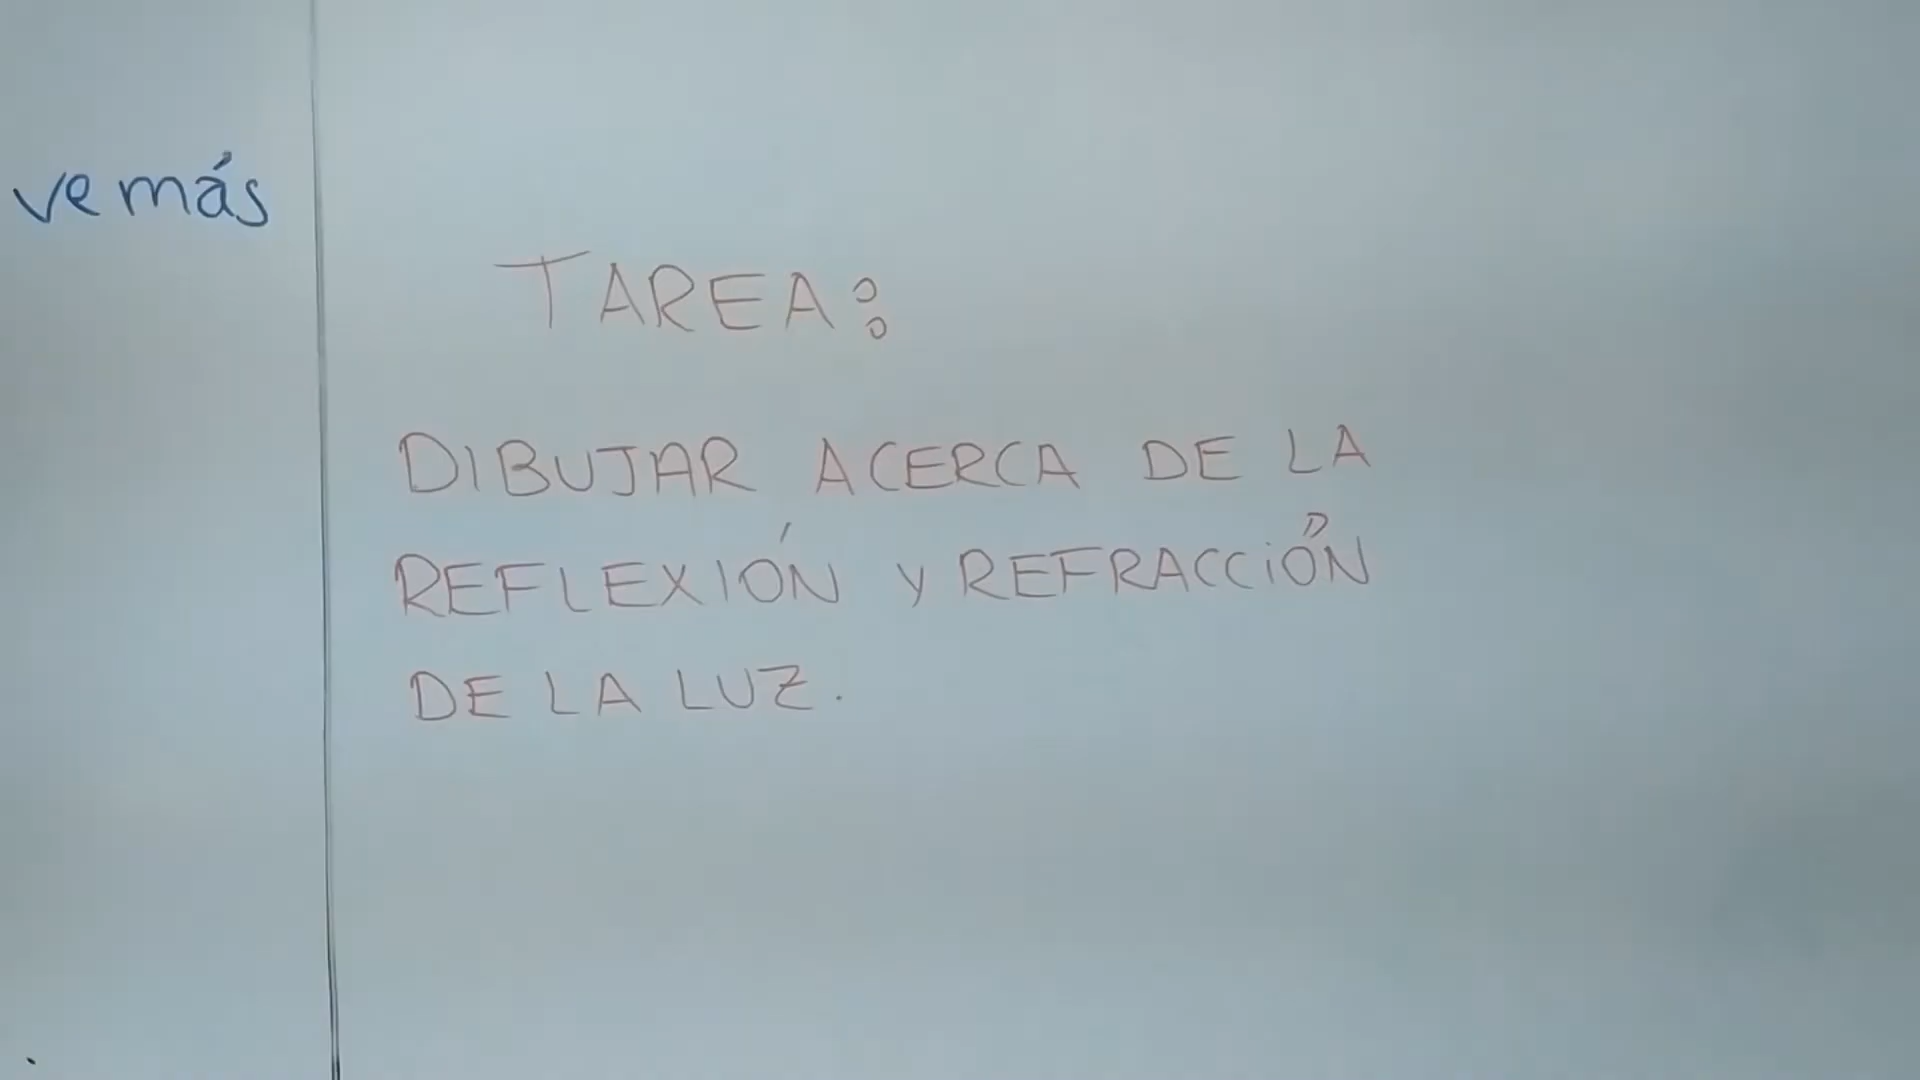 ve más
TAREA:
DIBUJAR ACERCA DE LA
REFLEXIÓN Y REFRACCIÓN
DE LA LUZ.